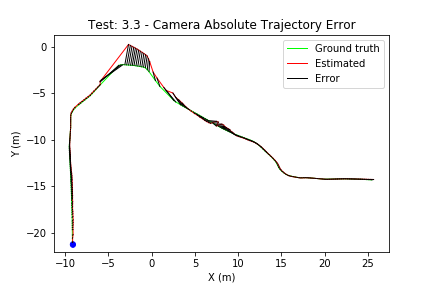 Test: 3.3 - Camera Absolute Trajectory Error
Ground truth
Estimated
Error
0
−5
−10
−15
−20
Y (m)
−10 −5 0 5 10 15 20 25
X (m)